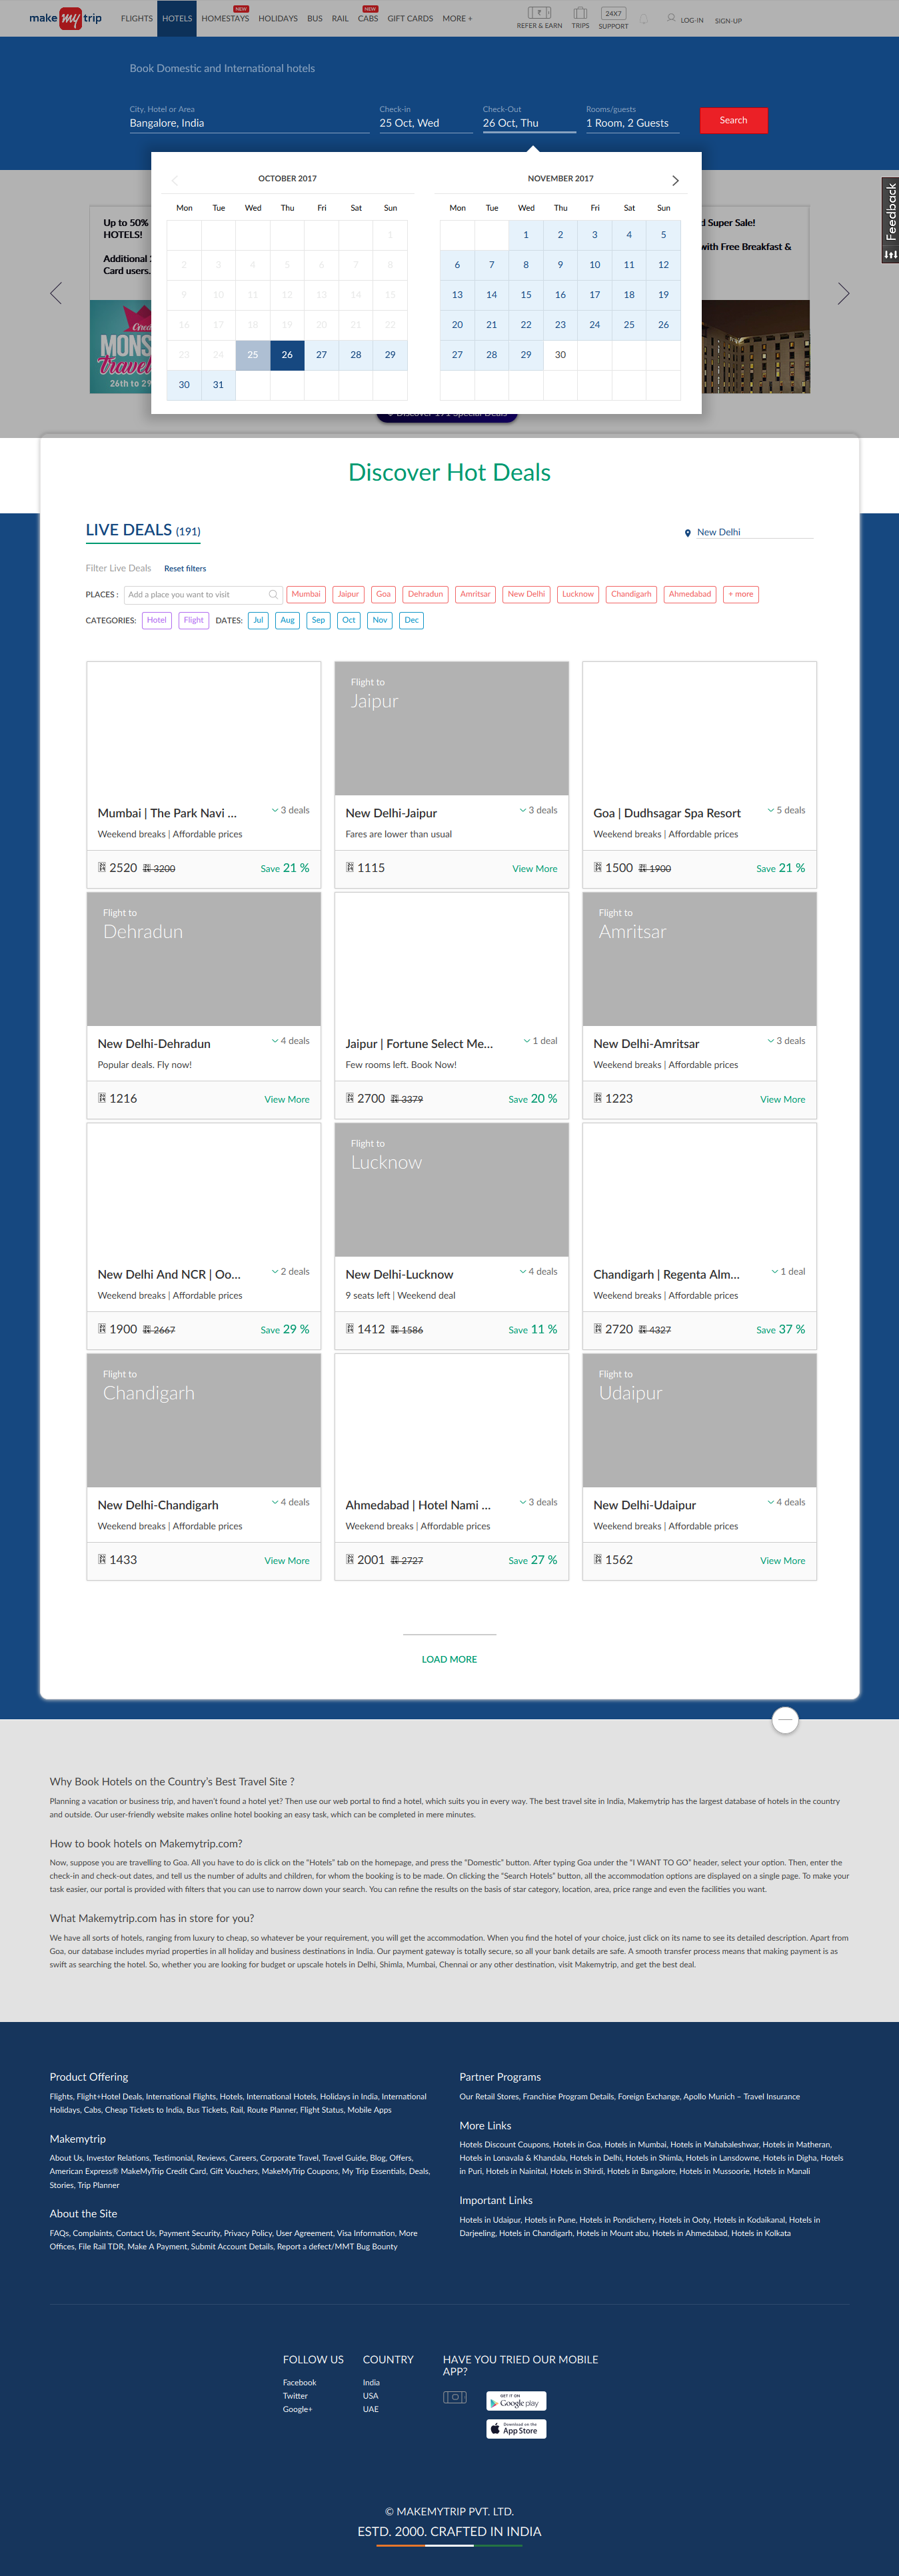 make my trip
FLIGHTS
HOTELS
NEW
HOMESTAYS
HOLIDAYS
BUS
RAIL
NEW
CABS
GIFT CARDS
MORE +
REFER & EARN
TRIPS
24X7
SUPPORT
LOG-IN
SIGN-UP
Book Domestic and International hotels
City, Hotel or Area
Bangalore, India
Check-in
25 Oct, Wed
Check-Out
26 Oct, Thu
Rooms/guests
1 Room, 2 Guests
Search
Feedback
OCTOBER 2017
Mon Tue Wed Thu Fri Sat Sun
1
2 3 4 5 6 7 8
9 10 11 12 13 14 15
16 17 18 19 20 21 22
23 24 25 26 27 28 29
30 31
NOVEMBER 2017
Mon Tue Wed Thu Fri Sat Sun
1 2 3 4 5
6 7 8 9 10 11 12
13 14 15 16 17 18 19
20 21 22 23 24 25 26
27 28 29 30
Up to 50%
HOTELS!
Additional
Card users.
26th to 29
Super Sale!
with Free Breakfast &
Discover 191 Special Deals
Discover Hot Deals
LIVE DEALS (191)
New Delhi
Filter Live Deals
Reset filters
PLACES :
Add a place you want to visit
Mumbai
Jaipur
Goa
Dehradun
Amritsar
New Delhi
Lucknow
Chandigarh
Ahmedabad
+ more
CATEGORIES:
Hotel
Flight
DATES:
Jul
Aug
Sep
Oct
Nov
Dec
Mumbai | The Park Navi ...
3 deals
Weekend breaks | Affordable prices
2520 3200
Save 21 %
Flight to
Jaipur
New Delhi-Jaipur
3 deals
Fares are lower than usual
1115
View More
Goa | Dudhsagar Spa Resort
5 deals
Weekend breaks | Affordable prices
1500 1900
Save 21 %
Flight to
Dehradun
New Delhi-Dehradun
4 deals
Popular deals. Fly now!
1216
View More
Jaipur | Fortune Select Me...
1 deal
Few rooms left. Book Now!
2700 3379
Save 20 %
Flight to
Amritsar
New Delhi-Amritsar
3 deals
Weekend breaks | Affordable prices
1223
View More
New Delhi And NCR | Oo...
2 deals
Weekend breaks | Affordable prices
1900 2667
Save 29 %
Flight to
Lucknow
New Delhi-Lucknow
4 deals
9 seats left | Weekend deal
1412 1586
Save 11 %
Chandigarh | Regenta Alm...
1 deal
Weekend breaks | Affordable prices
2720 4327
Save 37 %
Flight to
Chandigarh
New Delhi-Chandigarh
4 deals
Weekend breaks | Affordable prices
1433
View More
Ahmedabad | Hotel Nami ...
3 deals
Weekend breaks | Affordable prices
2001 2727
Save 27 %
Flight to
Udaipur
New Delhi-Udaipur
4 deals
Weekend breaks | Affordable prices
1562
View More
LOAD MORE
Why Book Hotels on the Country's Best Travel Site ?
Planning a vacation or business trip, and haven't found a hotel yet? Then use our web portal to find a hotel, which suits you in every way. The best travel site in India, Makemytrip has the largest database of hotels in the country
and outside. Our user-friendly website makes online hotel booking an easy task, which can be completed in mere minutes.
How to book hotels on Makemytrip.com?
Now, suppose you are travelling to Goa. All you have to do is click on the "Hotels" tab on the homepage, and press the "Domestic" button. After typing Goa under the "I WANT TO GO" header, select your option. Then, enter the
check-in and check-out dates, and tell us the number of adults and children, for whom the booking is to be made. On clicking the "Search Hotels" button, all the accommodation options are displayed on a single page. To make your
task easier, our portal is provided with filters that you can use to narrow down your search. You can refine the results on the basis of star category, location, area, price range and even the facilities you want.
What Makemytrip.com has in store for you?
We have all sorts of hotels, ranging from luxury to cheap, so whatever be your requirement, you will get the accommodation. When you find the hotel of your choice, just click on its name to see its detailed description. Apart from
Goa, our database includes myriad properties in all holiday and business destinations in India. Our payment gateway is totally secure, so all your bank details are safe. A smooth transfer process means that making payment is as
swift as searching the hotel. So, whether you are looking for budget or upscale hotels in Delhi, Shimla, Mumbai, Chennai or any other destination, visit Makemytrip, and get the best deal.
Product Offering
Flights, Flight+Hotel Deals, International Flights, Hotels, International Hotels, Holidays in India, International
Holidays, Cabs, Cheap Tickets to India, Bus Tickets, Rail, Route Planner, Flight Status, Mobile Apps
Makemytrip
About Us, Investor Relations, Testimonial, Reviews, Careers, Corporate Travel, Travel Guide, Blog, Offers,
American Express® MakeMyTrip Credit Card, Gift Vouchers, MakeMyTrip Coupons, My Trip Essentials, Deals,
Stories, Trip Planner
About the Site
FAQs, Complaints, Contact Us, Payment Security, Privacy Policy, User Agreement, Visa Information, More
Offices, File Rail TDR, Make A Payment, Submit Account Details, Report a defect/MMT Bug Bounty
Partner Programs
Our Retail Stores, Franchise Program Details, Foreign Exchange, Apollo Munich – Travel Insurance
More Links
Hotels Discount Coupons, Hotels in Goa, Hotels in Mumbai, Hotels in Mahabaleshwar, Hotels in Matheran,
Hotels in Lonavala & Khandala, Hotels in Delhi, Hotels in Shimla, Hotels in Lansdowne, Hotels in Digha, Hotels
in Puri, Hotels in Nainital, Hotels in Shirdi, Hotels in Bangalore, Hotels in Mussoorie, Hotels in Manali
Important Links
Hotels in Udaipur, Hotels in Pune, Hotels in Pondicherry, Hotels in Ooty, Hotels in Kodaikanal, Hotels in
Darjeeling, Hotels in Chandigarh, Hotels in Mount abu, Hotels in Ahmedabad, Hotels in Kolkata
FOLLOW US
Facebook
Twitter
Google+
COUNTRY
India
USA
UAE
HAVE YOU TRIED OUR MOBILE
APP?
GET IT ON
Google play
Download on the
App Store
© MAKEMYTRIP PVT. LTD.
ESTD. 2000. CRAFTED IN INDIA